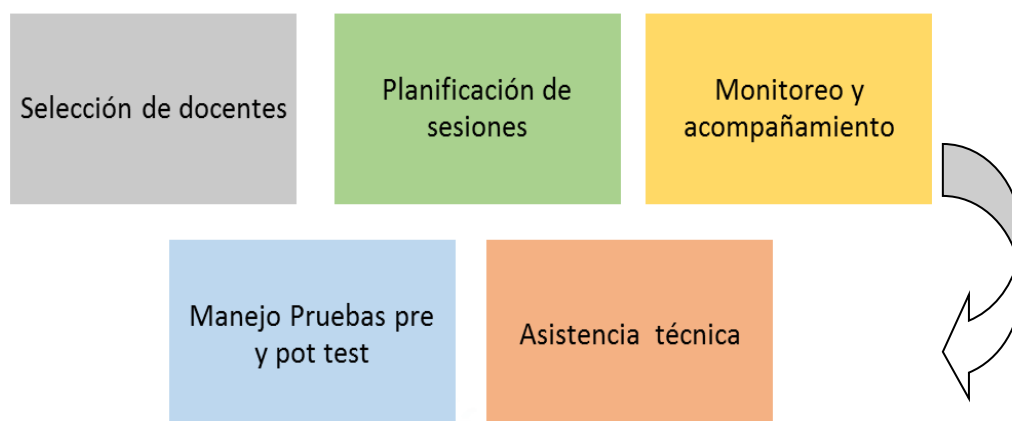 Selección de docentes
Planificación de
sesiones
Monitoreo y
acompañamiento
Manejo Pruebas pre
y pot test
Asistencia técnica